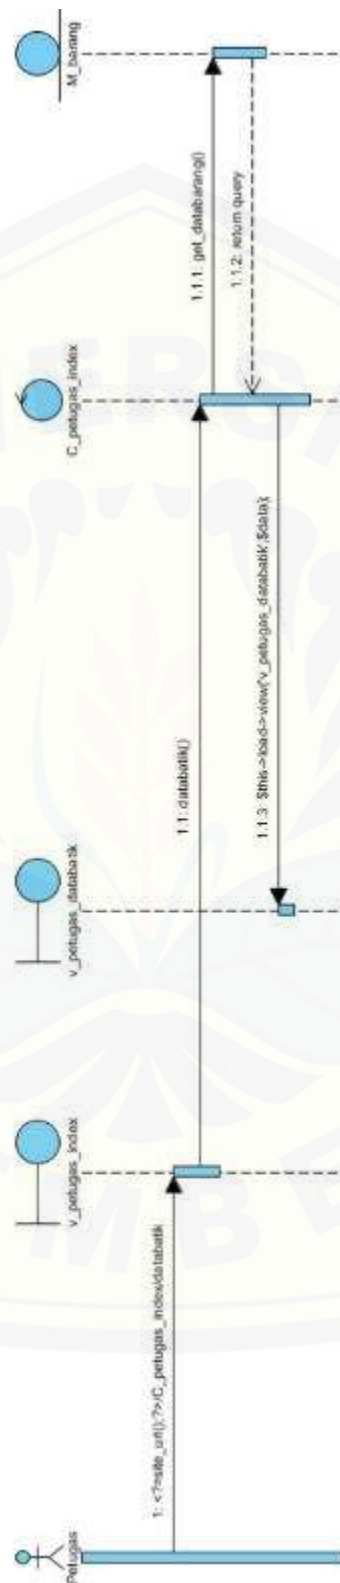 Petugas
v_petugas_index
v_petugas_databatik
C_petugas_index
M_barang
1: <?=site_url();?>/C_petugas_index/databatik
1.1: databatik()
1.1.1: get_databarang()
1.1.2: return query
1.1.3: $this->load->view('v_petugas_databatik',$data);